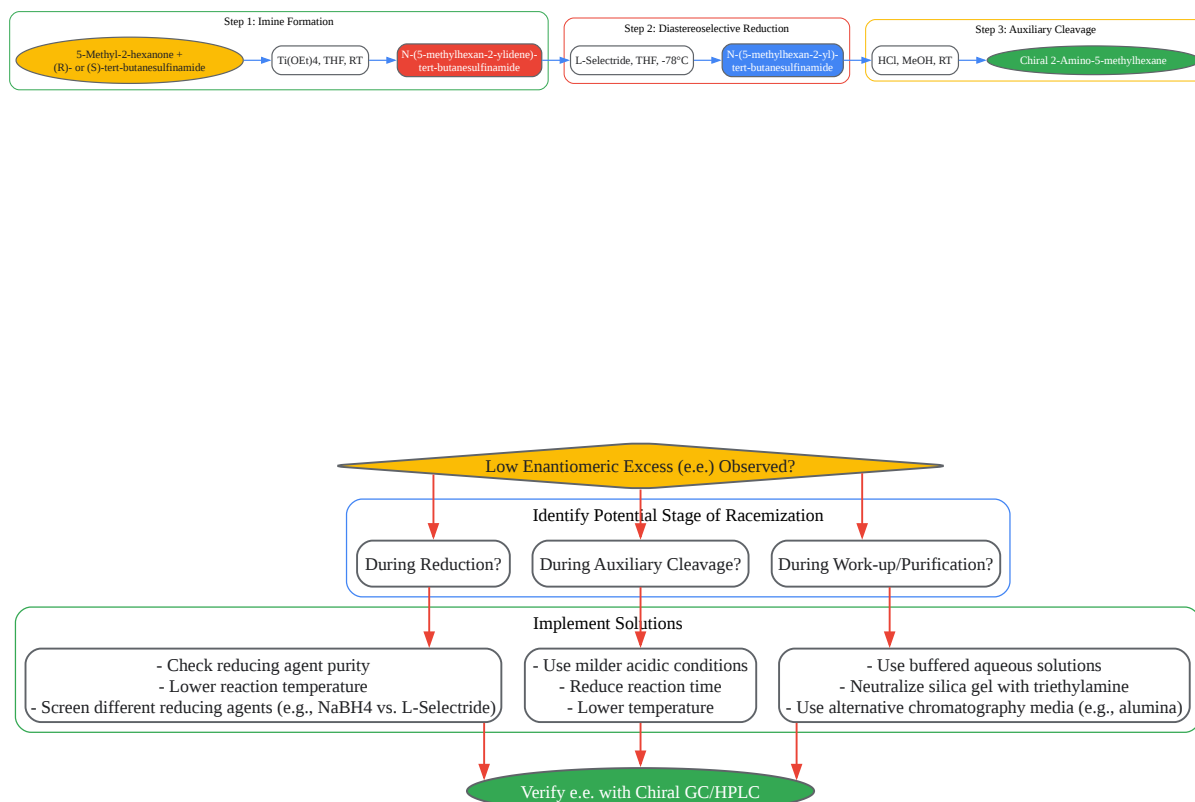 Step 1: Imine Formation
5-Methyl-2-hexanone +
(R)- or (S)-tert-butanesulfinamide
Ti(OEt)4, THF, RT
N-(5-methylhexan-2-ylidene)-
tert-butanesulfinamide
Step 2: Diastereoselective Reduction
L-Selectride, THF, -78°C
N-(5-methylhexan-2-yl)-
tert-butanesulfinamide
Step 3: Auxiliary Cleavage
HCl, MeOH, RT
Chiral 2-Amino-5-methylhexane
Low Enantiomeric Excess (e.e.) Observed?
Identify Potential Stage of Racemization
During Reduction?
During Auxiliary Cleavage?
During Work-up/Purification?
Implement Solutions
- Check reducing agent purity
- Lower reaction temperature
- Screen different reducing agents (e.g., NaBH4 vs. L-Selectride)
- Use milder acidic conditions
- Reduce reaction time
- Lower temperature
- Use buffered aqueous solutions
- Neutralize silica gel with triethylamine
- Use alternative chromatography media (e.g., alumina)
Verify e.e. with Chiral GC/HPLC